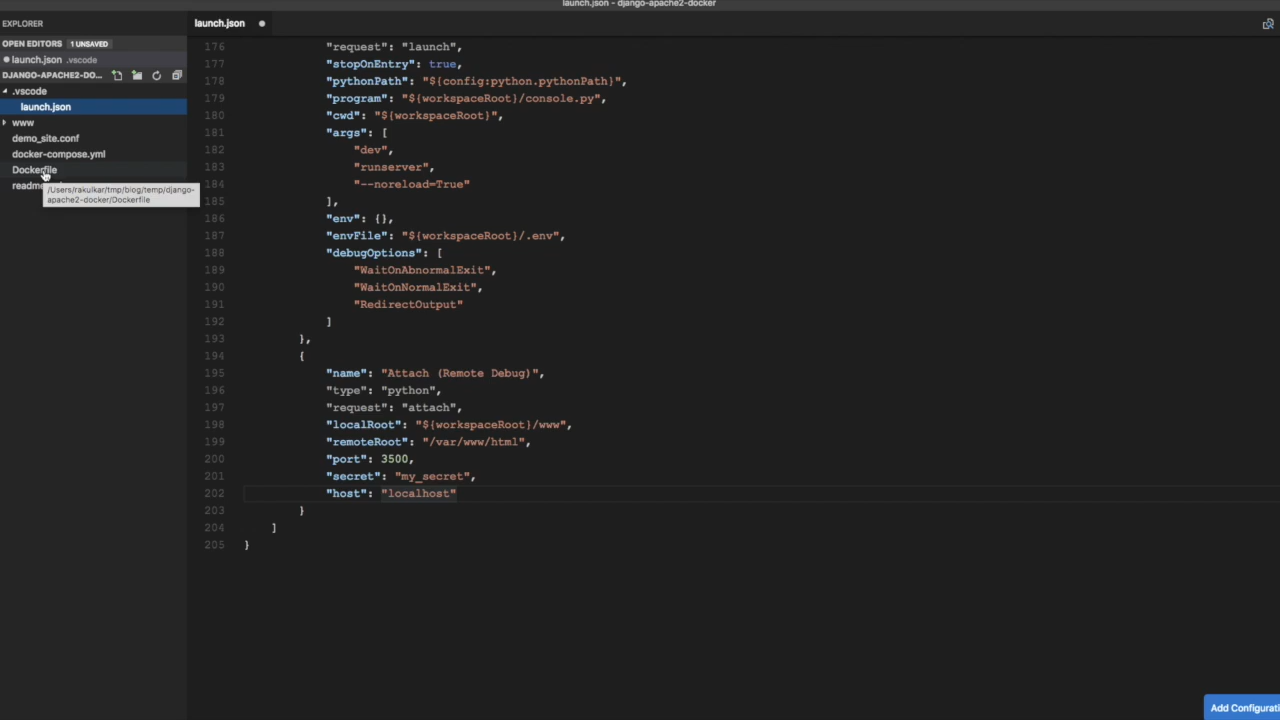 launch.json - django-apache2-docker
EXPLORER
OPEN EDITORS 1 UNSAVED
launch.json .vscode
DJANGO-APACHE2-DO...
.vscode
launch.json
www
demo_site.conf
docker-compose.yml
Dockerfile
/Users/rakulkar/tmp/blog/temp/django-
apache2-docker/Dockerfile
launch.json
176 "request": "launch",
177 "stopOnEntry": true,
178 "pythonPath": "${config:python.pythonPath}",
179 "program": "${workspaceRoot}/console.py",
180 "cwd": "${workspaceRoot}",
181 "args": [
182 "dev",
183 "runserver",
184 "--noreload=True"
185 ],
186 "env": {},
187 "envFile": "${workspaceRoot}/.env",
188 "debugOptions": [
189 "WaitOnAbnormalExit",
190 "WaitOnNormalExit",
191 "RedirectOutput"
192 ]
193 },
194 {
195 "name": "Attach (Remote Debug)",
196 "type": "python",
197 "request": "attach",
198 "localRoot": "${workspaceRoot}/www",
199 "remoteRoot": "/var/www/html",
200 "port": 3500,
201 "secret": "my_secret",
202 "host": "localhost"
203 }
204 ]
205 }
Add Configurati